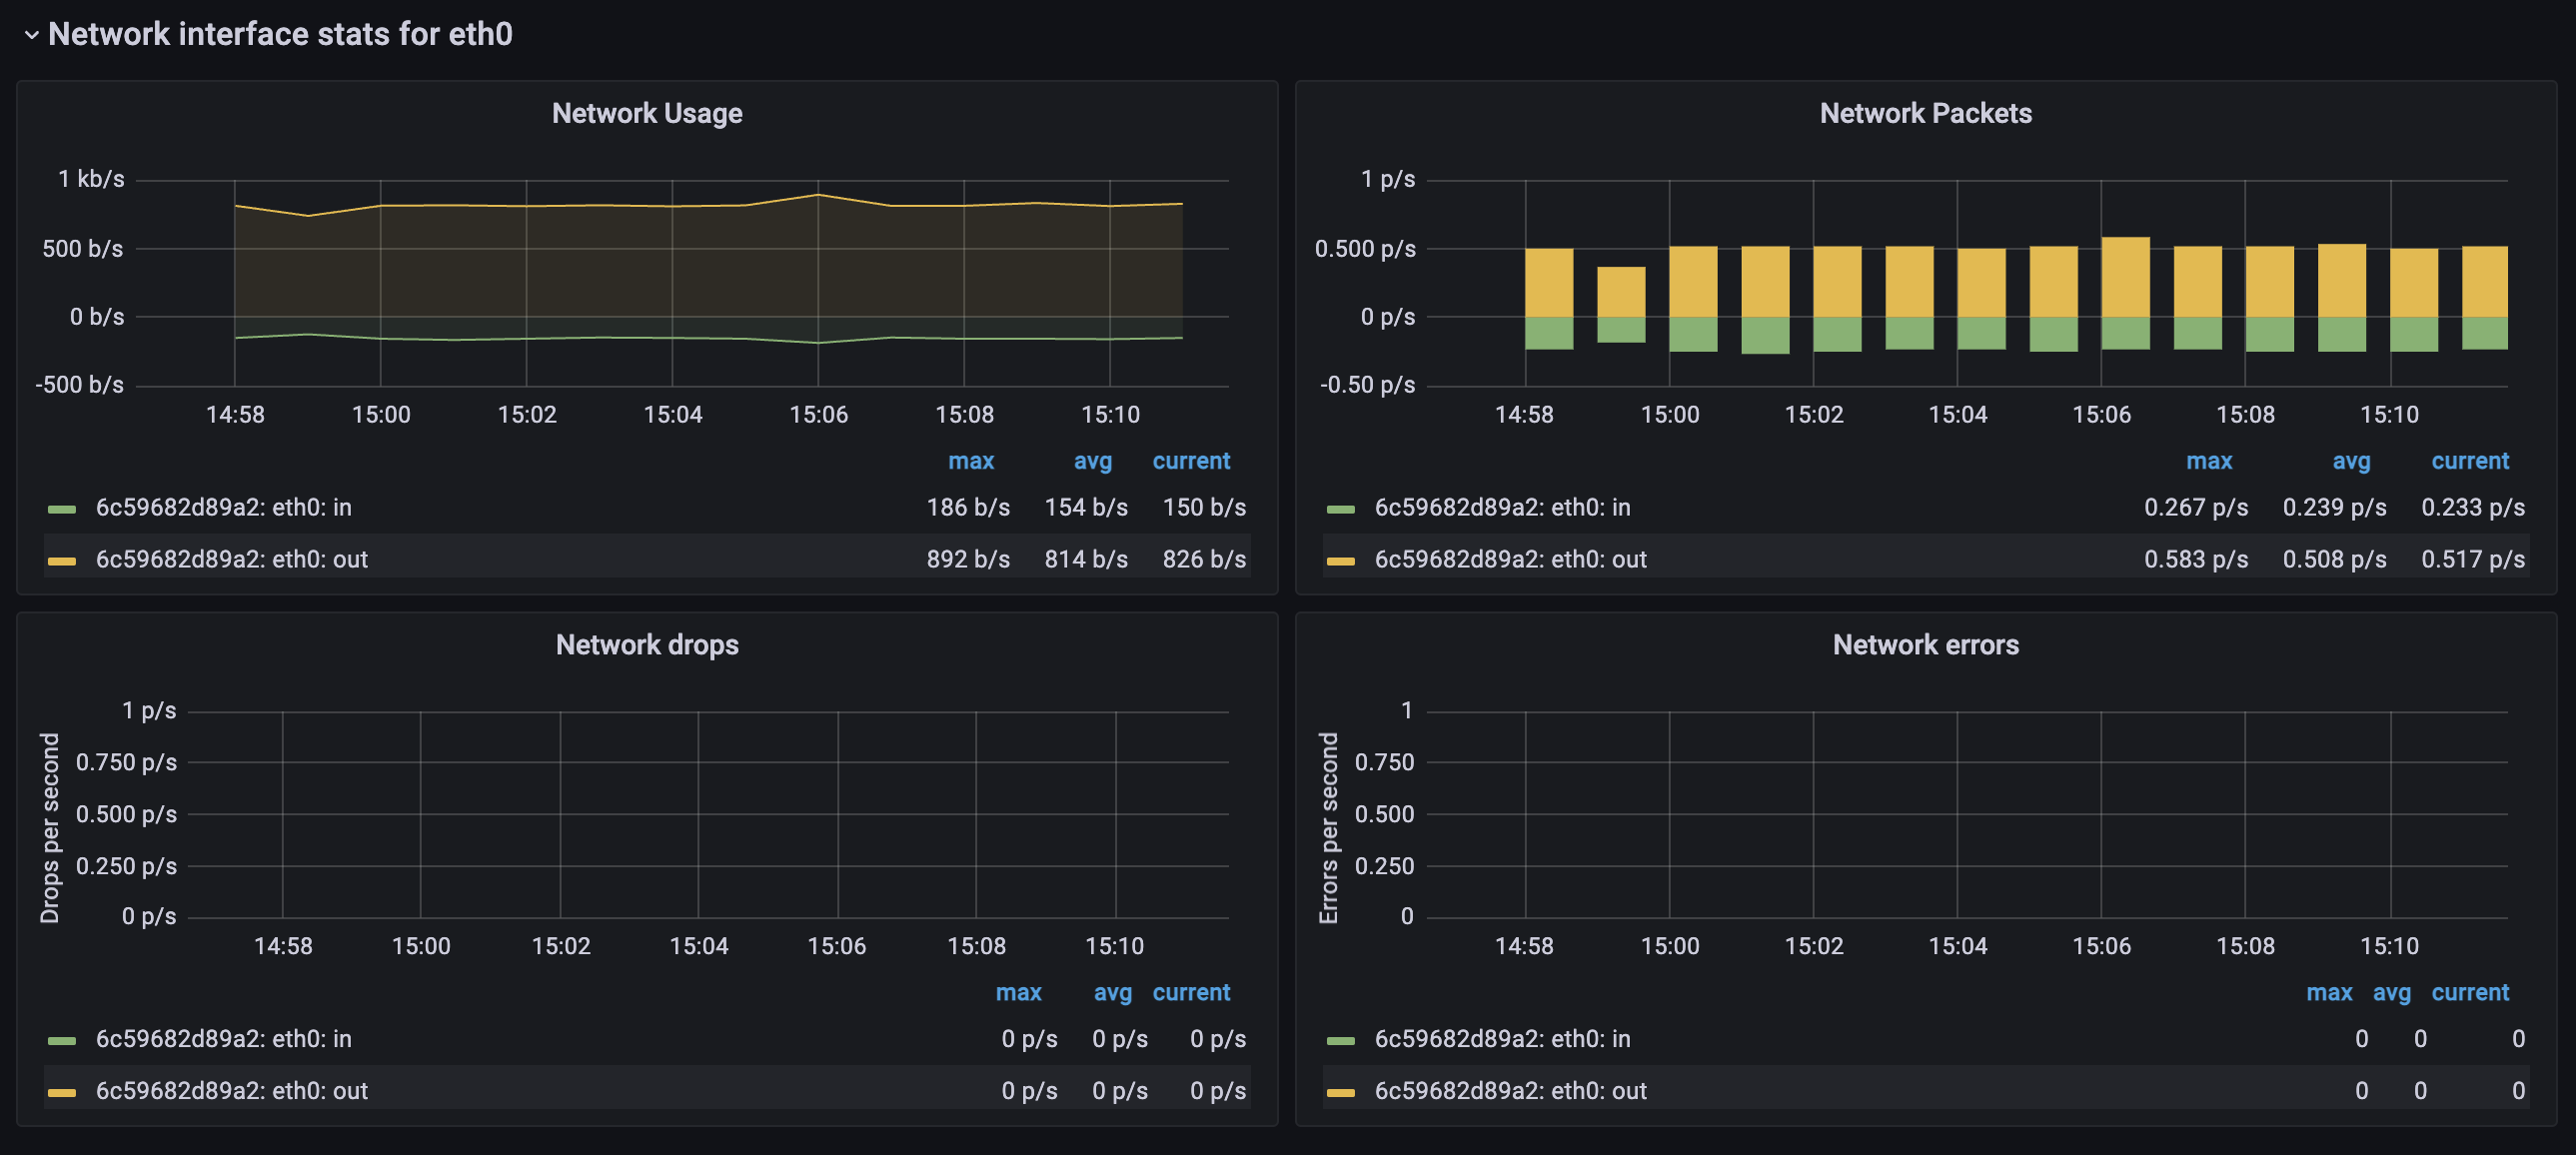 Network interface stats for eth0
Network Usage
1 kb/s
500 b/s
0 b/s
-500 b/s
14:58 15:00 15:02 15:04 15:06 15:08 15:10
max avg current
6c59682d89a2: eth0: in 186 b/s 154 b/s 150 b/s
6c59682d89a2: eth0: out 892 b/s 814 b/s 826 b/s
Network Packets
1 p/s
0.500 p/s
0 p/s
-0.50 p/s
14:58 15:00 15:02 15:04 15:06 15:08 15:10
max avg current
6c59682d89a2: eth0: in 0.267 p/s 0.239 p/s 0.233 p/s
6c59682d89a2: eth0: out 0.583 p/s 0.508 p/s 0.517 p/s
Network drops
Drops per second
1 p/s
0.750 p/s
0.500 p/s
0.250 p/s
0 p/s
14:58 15:00 15:02 15:04 15:06 15:08 15:10
max avg current
6c59682d89a2: eth0: in 0 p/s 0 p/s 0 p/s
6c59682d89a2: eth0: out 0 p/s 0 p/s 0 p/s
Network errors
Errors per second
1
0.750
0.500
0.250
0
14:58 15:00 15:02 15:04 15:06 15:08 15:10
max avg current
6c59682d89a2: eth0: in 0 0 0
6c59682d89a2: eth0: out 0 0 0